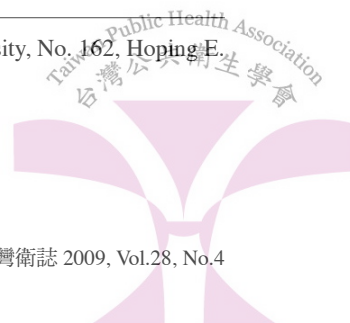 Taiwan Public Health Association
sity, No. 162, Hoping E.
台灣公共衛生學會
灣衛誌 2009, Vol.28, No.4